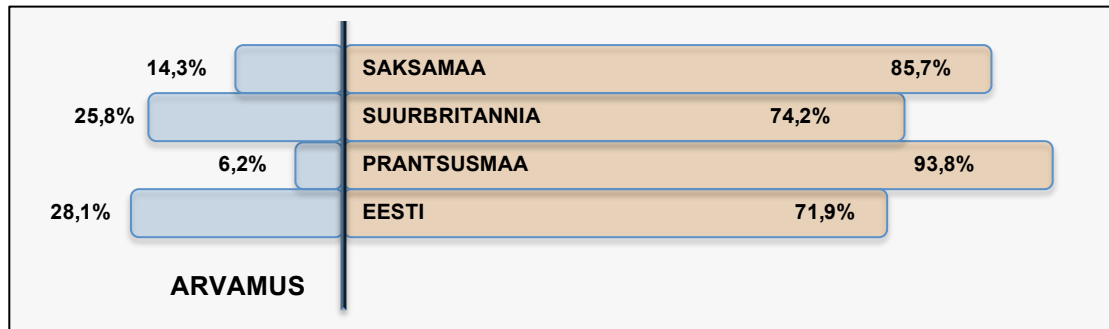 14,3% SAKSAMAA 85,7%
25,8% SUURBRITANNIA 74,2%
6,2% PRANTSUSMAA 93,8%
28,1% EESTI 71,9%
ARVAMUS